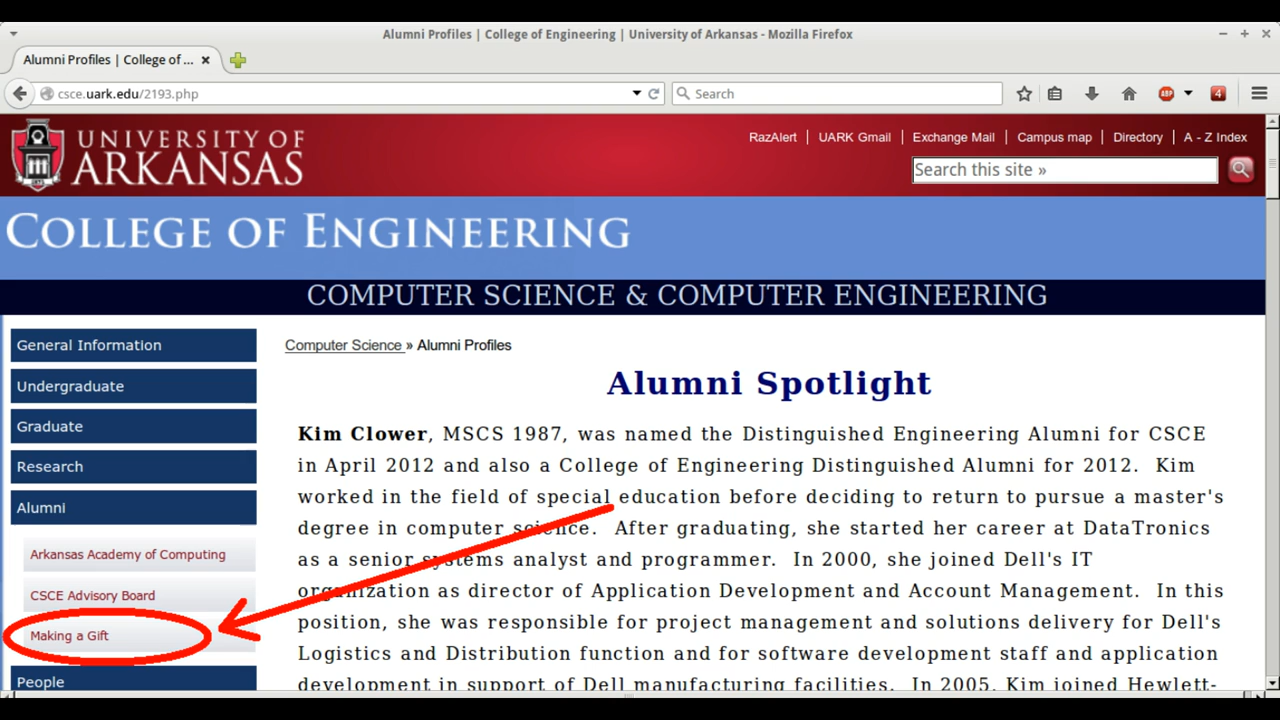 Alumni Profiles | College of Engineering | University of Arkansas - Mozilla Firefox
Alumni Profiles | College of ...
csce.uark.edu/2193.php
Search
ABP
4
UNIVERSITY OF
ARKANSAS
RazAlert | UARK Gmail | Exchange Mail | Campus map | Directory | A - Z Index
Search this site »
COLLEGE OF ENGINEERING
COMPUTER SCIENCE & COMPUTER ENGINEERING
General Information
Undergraduate
Graduate
Research
Alumni
Arkansas Academy of Computing
CSCE Advisory Board
Making a Gift
People
Computer Science » Alumni Profiles
Alumni Spotlight
Kim Clower, MSCS 1987, was named the Distinguished Engineering Alumni for CSCE
in April 2012 and also a College of Engineering Distinguished Alumni for 2012. Kim
worked in the field of special education before deciding to return to pursue a master's
degree in computer science. After graduating, she started her career at DataTronics
as a senior systems analyst and programmer. In 2000, she joined Dell's IT
organization as director of Application Development and Account Management. In this
position, she was responsible for project management and solutions delivery for Dell's
Logistics and Distribution function and for software development staff and application
development in support of Dell manufacturing facilities. In 2005, Kim joined Hewlett-